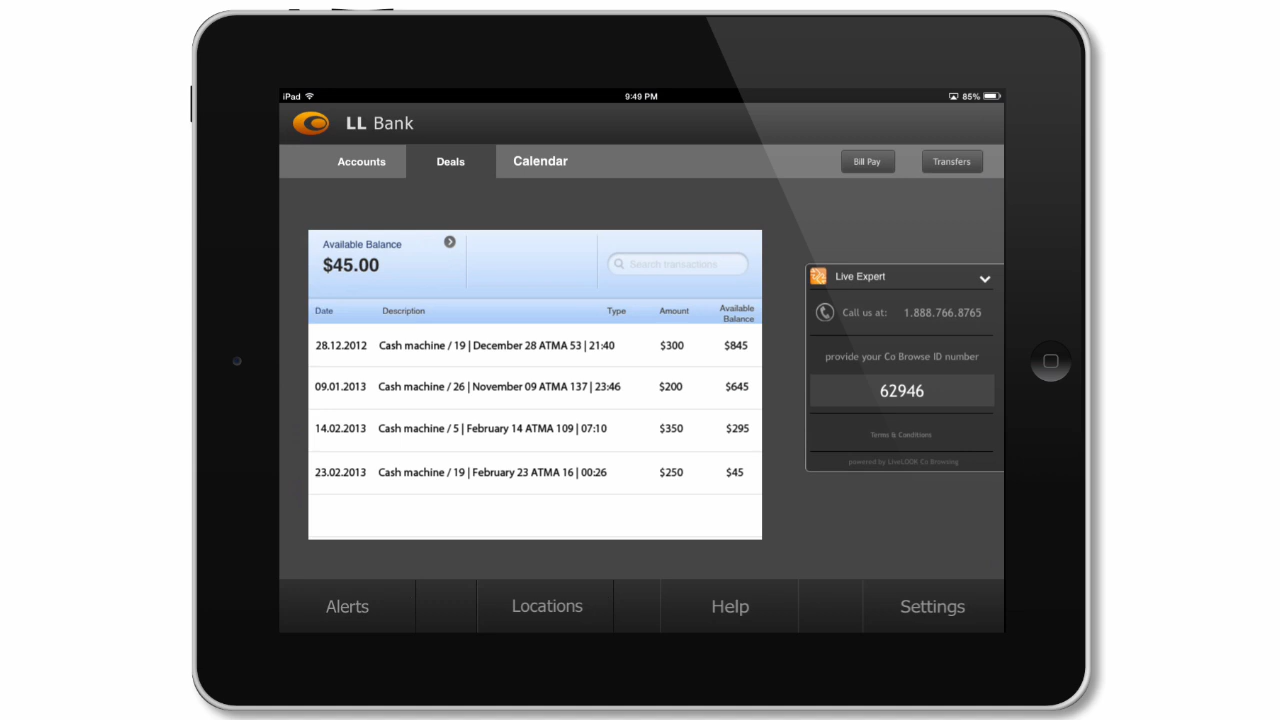 iPad 9:49 PM 85%
LL Bank
Accounts Deals Calendar Bill Pay Transfers
Available Balance
$45.00
Search transactions
Date Description Type Amount Available Balance
28.12.2012 Cash machine / 19 | December 28 ATMA 53 | 21:40 $300 $845
09.01.2013 Cash machine / 26 | November 09 ATMA 137 | 23:46 $200 $645
14.02.2013 Cash machine / 5 | February 14 ATMA 109 | 07:10 $350 $295
23.02.2013 Cash machine / 19 | February 23 ATMA 16 | 00:26 $250 $45
Live Expert
Call us at: 1.888.766.8765
provide your Co Browse ID number
62946
Terms & Conditions
powered by LiveLOOK Co Browsing
Alerts Locations Help Settings